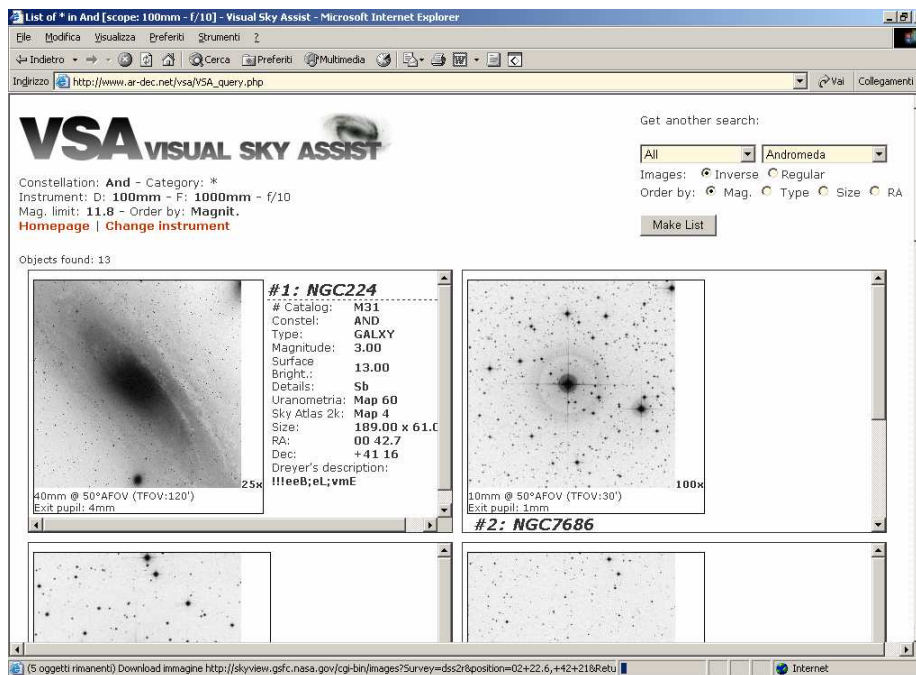 List of * in And [scope: 100mm - f/10] - Visual Sky Assist - Microsoft Internet Explorer
File Modifica Visualizza Preferiti Strumenti ?
Indietro Cerca Preferiti Multimedia
Indirizzo http://www.ar-dec.net/vsa/VSA_query.php Vai Collegamenti
VSA VISUAL SKY ASSIST
Constellation: And - Category: *
Instrument: D: 100mm - F: 1000mm - f/10
Mag. limit: 11.8 - Order by: Magnit.
Homepage | Change instrument
Get another search:
All Andromeda
Images: Inverse Regular
Order by: Mag. Type Size RA
Make List
Objects found: 13
#1: NGC224
# Catalog: M31
Constel: AND
Type: GALXY
Magnitude: 3.00
Surface
Bright.: 13.00
Details: Sb
Uranometria: Map 60
Sky Atlas 2k: Map 4
Size: 189.00 x 61.0
RA: 00 42.7
Dec: +41 16
Dreyer's description:
!!!eeB;eL;vmE
25x
40mm @ 50°AFOV (TFOV:120')
Exit pupil: 4mm
100x
10mm @ 50°AFOV (TFOV:30')
Exit pupil: 1mm
#2: NGC7686
(5 oggetti rimanenti) Download immagine http://skyview.gsfc.nasa.gov/cgi-bin/images?Survey=dss2r&position=02+22.6,+42+21&Retu Internet